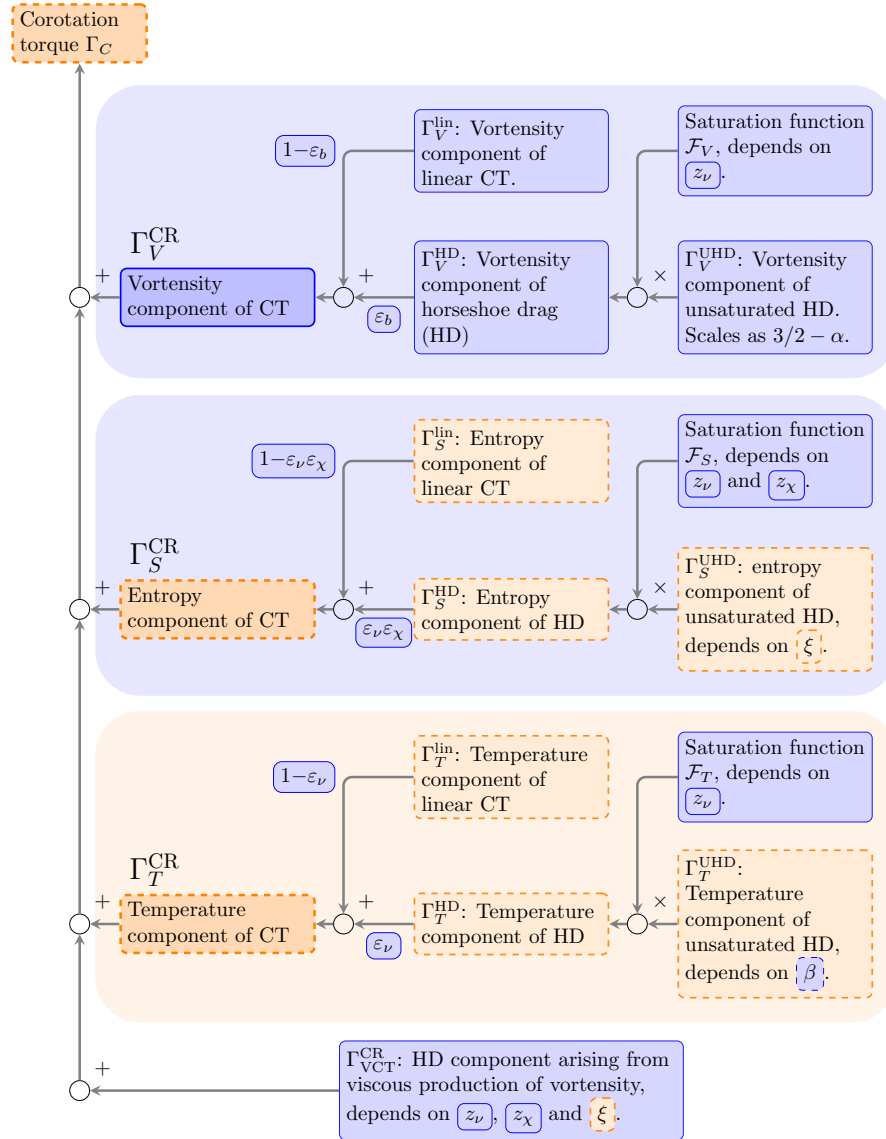 Corotation
torque Γ_C
Γ_V^lin: Vortensity
component of
linear CT.
Saturation function
ℱ_V, depends on
z_ν.
1−ε_b
Γ_V^CR
+
Vortensity
component of CT
+
ε_b
Γ_V^HD: Vortensity
component of
horseshoe drag
(HD)
×
Γ_V^UHD: Vortensity
component of
unsaturated HD.
Scales as 3/2 − α.
Γ_S^lin: Entropy
component of
linear CT
Saturation function
ℱ_S, depends on
z_ν and z_χ.
1−ε_νε_χ
Γ_S^CR
+
Entropy
component of CT
+
ε_νε_χ
Γ_S^HD: Entropy
component of HD
×
Γ_S^UHD: entropy
component of
unsaturated HD,
depends on ξ.
Γ_T^lin: Temperature
component of
linear CT
Saturation function
ℱ_T, depends on
z_ν.
1−ε_ν
Γ_T^CR
+
Temperature
component of CT
+
ε_ν
Γ_T^HD: Temperature
component of HD
×
Γ_T^UHD:
Temperature
component of
unsaturated HD,
depends on β.
+
Γ_VCT^CR: HD component arising from
viscous production of vortensity,
depends on z_ν, z_χ and ξ.